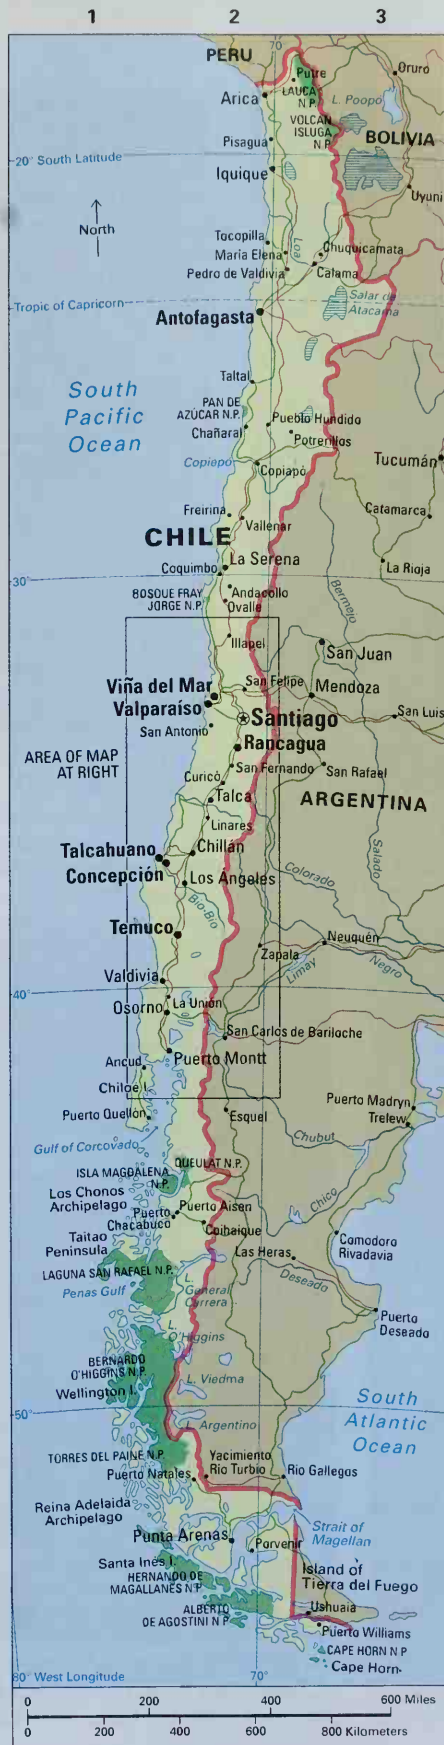 1 2 3
PERU
70
Oruro
Putre
LAUCA
N.P.
Arica
L. Poopó
VOLCAN
ISLUGA
N.P.
BOLIVIA
Pisagua
20° South Latitude
Iquique
Uyuni
North
Tocopilla
Loa
Chuquicamata
Maria Elena
Pedro de Valdivia
Calama
Tropic of Capricorn
Salar de
Atacama
Antofagasta
Taltal
South
Pacific
Ocean
PAN DE
AZÚCAR N.P.
Pueblo Hundido
Chañaral
Potrerillos
Copiapó
Copiapó
Tucumán
Freirina
Vallenar
Catamarca
CHILE
La Serena
Coquimbo
La Rioja
30°
Andacollo
BOSQUE FRAY
JORGE N.P.
Ovalle
Bermejo
Illapel
San Juan
Viña del Mar
San Felipe
Mendoza
Valparaíso
Santiago
San Luis
San Antonio
Rancagua
AREA OF MAP
AT RIGHT
San Fernando
San Rafael
Curicó
Talca
ARGENTINA
Linares
Salado
Talcahuano
Chillán
Concepción
Los Angeles
Colorado
Bío-Bío
Temuco
Neuquén
Zapala
Limay
Negro
Valdivia
40°
La Unión
Osorno
San Carlos de Bariloche
Puerto Montt
Ancud
Chiloé I.
Puerto Madryn
Puerto Quellón
Esquel
Trelew
Chubut
Gulf of Corcovado
QUEULAT N.P.
ISLA MAGDALENA
N.P.
Chico
Los Chonos
Archipelago
Puerto Aisen
Puerto
Chacabuco
Coihaique
Comodoro
Rivadavia
Taitao
Peninsula
Las Heras
LAGUNA SAN RAFAEL N.P.
L.
General
Carrera
Deseado
Penas Gulf
Puerto
Deseado
L.
O'Higgins
BERNARDO
O'HIGGINS N.P.
L. Viedma
Wellington I.
South
Atlantic
Ocean
50°
L. Argentino
TORRES DEL PAINE N.P.
Yacimiento
Rio Turbio
Rio Gallegos
Puerto Natales
Reina Adelaida
Archipelago
Strait of
Magellan
Punta Arenas
Porvenir
Santa Inés I.
Island of
Tierra del Fuego
HERNANDO DE
MAGALLANES N.P.
ALBERTO
DE AGOSTINI N.P.
Ushuaia
Puerto Williams
CAPE HORN N.P.
Cape Horn
80° West Longitude
70°
0 200 400 600 Miles
0 200 400 600 800 Kilometers